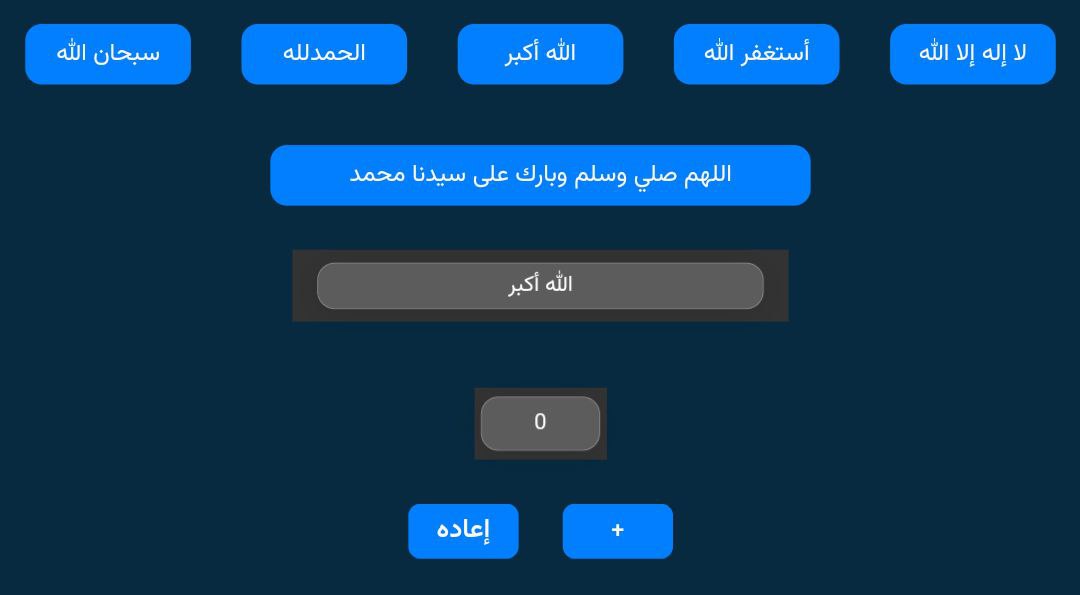 لا إله إلا الله
أستغفر الله
الله أكبر
الحمدلله
سبحان الله
اللهم صلي وسلم وبارك على سيدنا محمد
الله أكبر
0
+
إعاده